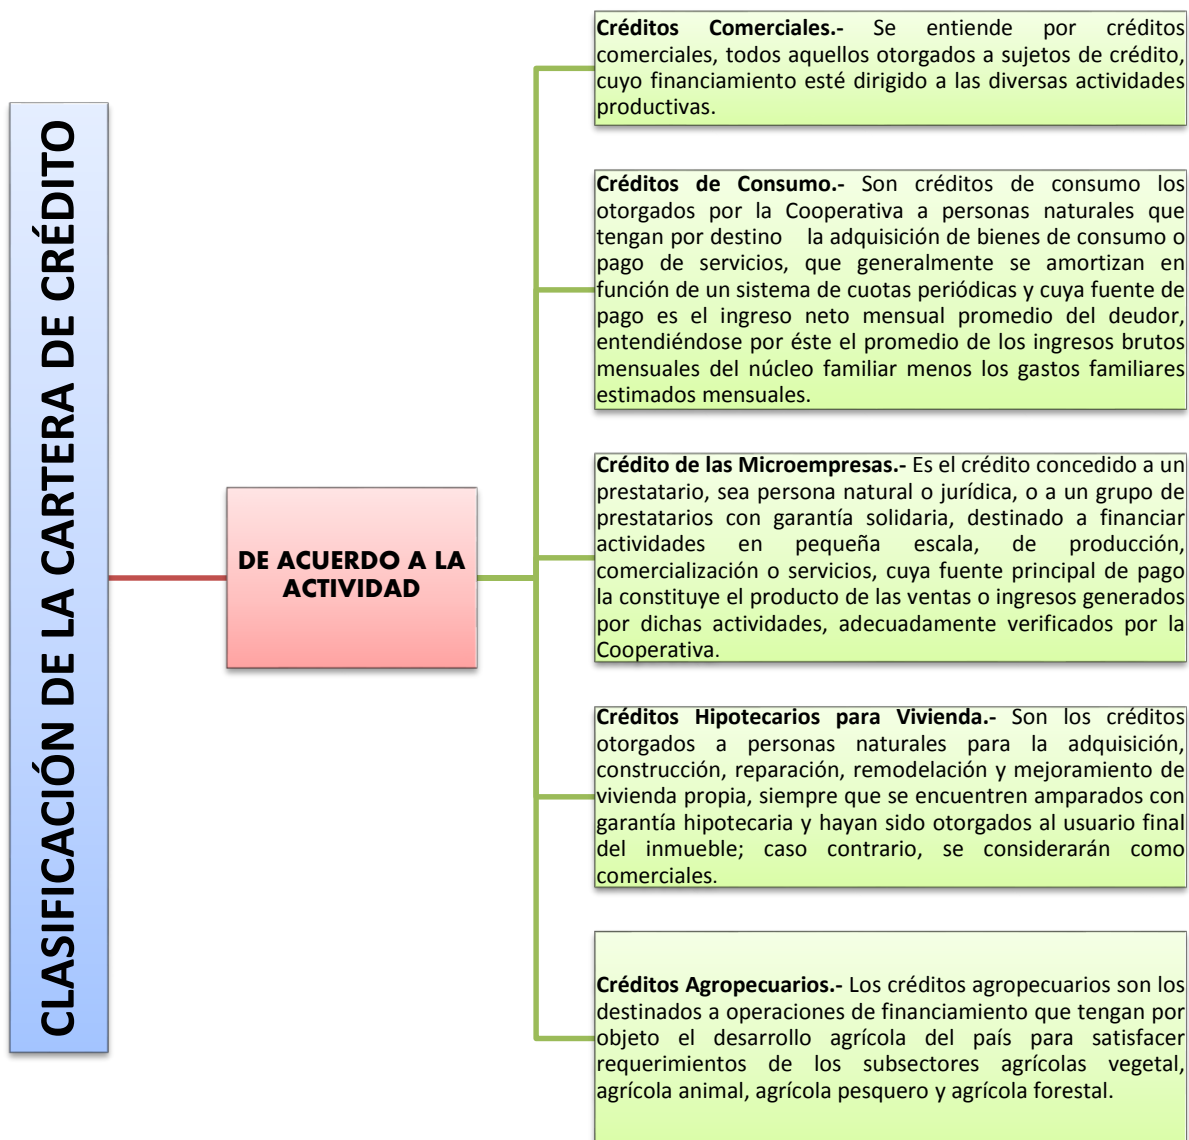 CLASIFICACIÓN DE LA CARTERA DE CRÉDITO
DE ACUERDO A LA
ACTIVIDAD
Créditos Comerciales.- Se entiende por créditos
comerciales, todos aquellos otorgados a sujetos de crédito,
cuyo financiamiento esté dirigido a las diversas actividades
productivas.
Créditos de Consumo.- Son créditos de consumo los
otorgados por la Cooperativa a personas naturales que
tengan por destino la adquisición de bienes de consumo o
pago de servicios, que generalmente se amortizan en
función de un sistema de cuotas periódicas y cuya fuente de
pago es el ingreso neto mensual promedio del deudor,
entendiéndose por éste el promedio de los ingresos brutos
mensuales del núcleo familiar menos los gastos familiares
estimados mensuales.
Crédito de las Microempresas.- Es el crédito concedido a un
prestatario, sea persona natural o jurídica, o a un grupo de
prestatarios con garantía solidaria, destinado a financiar
actividades en pequeña escala, de producción,
comercialización o servicios, cuya fuente principal de pago
la constituye el producto de las ventas o ingresos generados
por dichas actividades, adecuadamente verificados por la
Cooperativa.
Créditos Hipotecarios para Vivienda.- Son los créditos
otorgados a personas naturales para la adquisición,
construcción, reparación, remodelación y mejoramiento de
vivienda propia, siempre que se encuentren amparados con
garantía hipotecaria y hayan sido otorgados al usuario final
del inmueble; caso contrario, se considerarán como
comerciales.
Créditos Agropecuarios.- Los créditos agropecuarios son los
destinados a operaciones de financiamiento que tengan por
objeto el desarrollo agrícola del país para satisfacer
requerimientos de los subsectores agrícolas vegetal,
agrícola animal, agrícola pesquero y agrícola forestal.